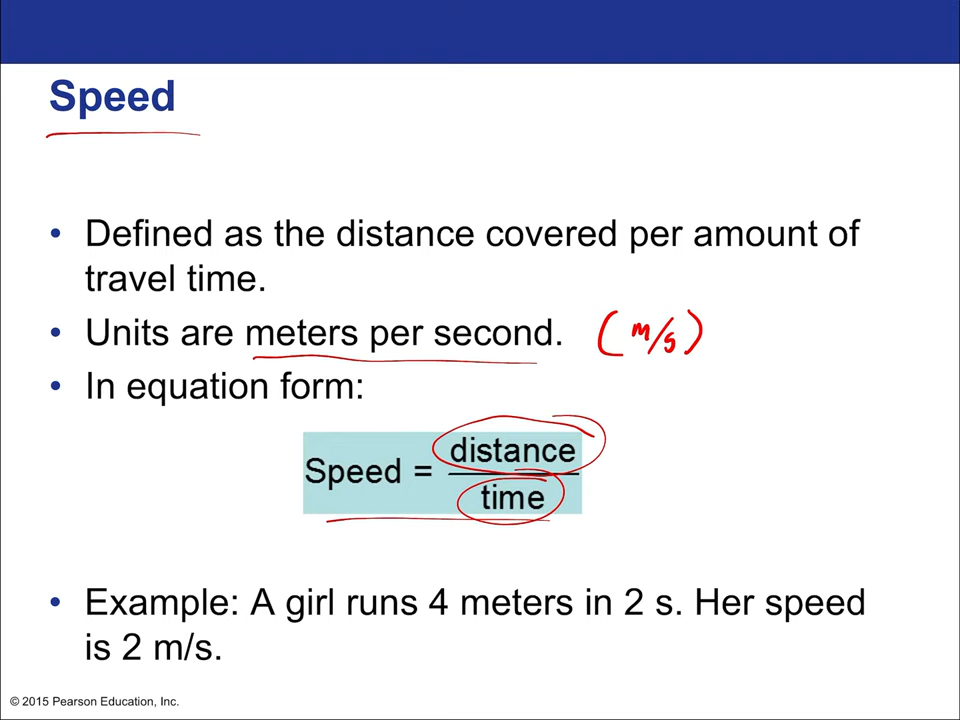 Speed
• Defined as the distance covered per amount of
travel time.
• Units are meters per second. (m/s)
• In equation form:
Speed = distance
time
• Example: A girl runs 4 meters in 2 s. Her speed
is 2 m/s.
© 2015 Pearson Education, Inc.